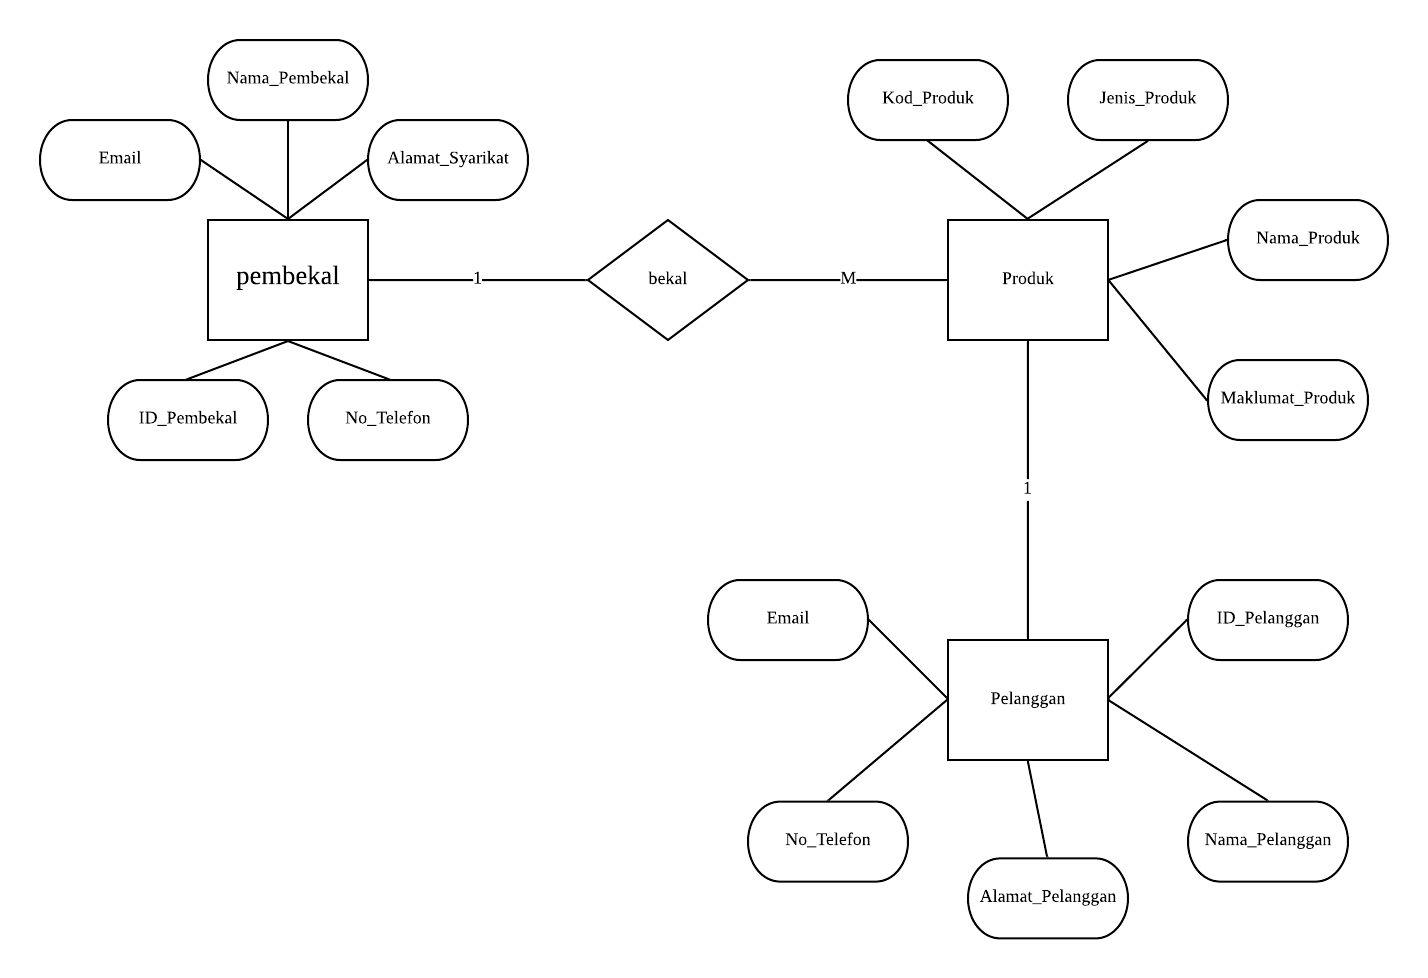 Nama_Pembekal
Kod_Produk
Jenis_Produk
Email
Alamat_Syarikat
Nama_Produk
pembekal
1
bekal
M
Produk
Maklumat_Produk
ID_Pembekal
No_Telefon
1
Email
ID_Pelanggan
Pelanggan
No_Telefon
Nama_Pelanggan
Alamat_Pelanggan